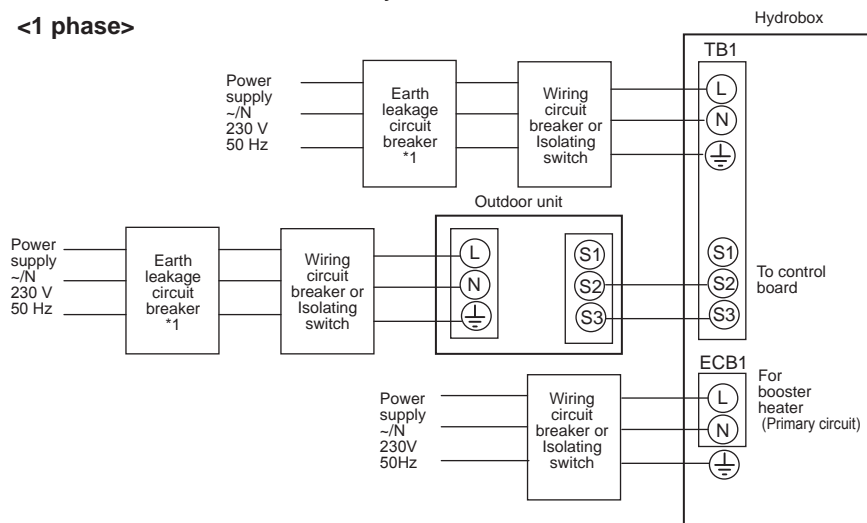 <1 phase>
Hydrobox
TB1
Power
supply
~/N
230 V
50 Hz
Earth
leakage
circuit
breaker
*1
Wiring
circuit
breaker or
Isolating
switch
L
N
Outdoor unit
Power
supply
~/N
230 V
50 Hz
Earth
leakage
circuit
breaker
*1
Wiring
circuit
breaker or
Isolating
switch
L
N
S1
S2
S3
S1
S2
S3
To control
board
ECB1
Power
supply
~/N
230V
50Hz
Wiring
circuit
breaker or
Isolating
switch
L
N
For
booster
heater
(Primary circuit)